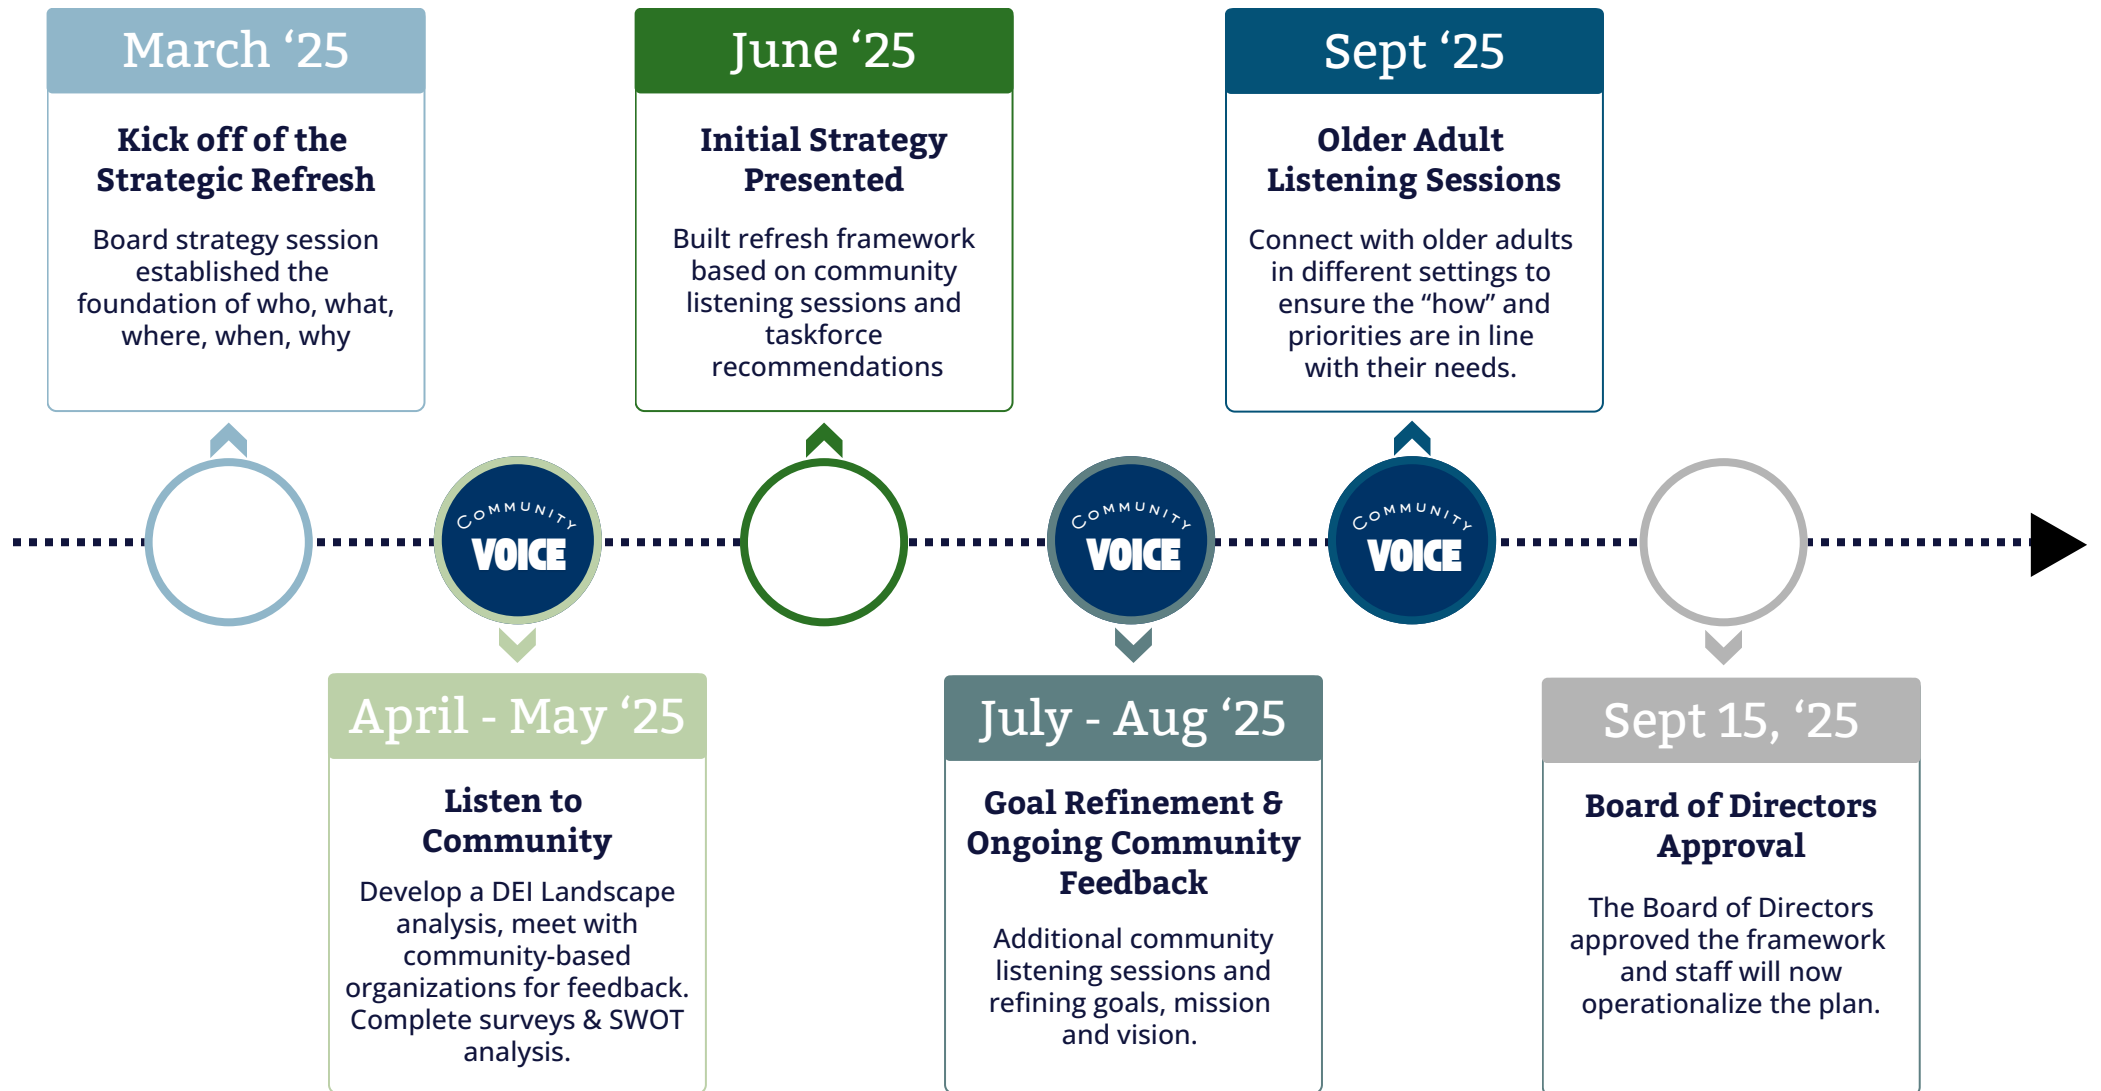 March ‘25
Kick off of the
Strategic Refresh
Board strategy session
established the
foundation of who, what,
where, when, why
June ‘25
Initial Strategy
Presented
Built refresh framework
based on community
listening sessions and
taskforce
recommendations
Sept ‘25
Older Adult
Listening Sessions
Connect with older adults
in different settings to
ensure the “how” and
priorities are in line
with their needs.
COMMUNITY
VOICE
COMMUNITY
VOICE
COMMUNITY
VOICE
April - May ‘25
Listen to
Community
Develop a DEI Landscape
analysis, meet with
community-based
organizations for feedback.
Complete surveys & SWOT
analysis.
July - Aug ‘25
Goal Refinement &
Ongoing Community
Feedback
Additional community
listening sessions and
refining goals, mission
and vision.
Sept 15, ‘25
Board of Directors
Approval
The Board of Directors
approved the framework
and staff will now
operationalize the plan.